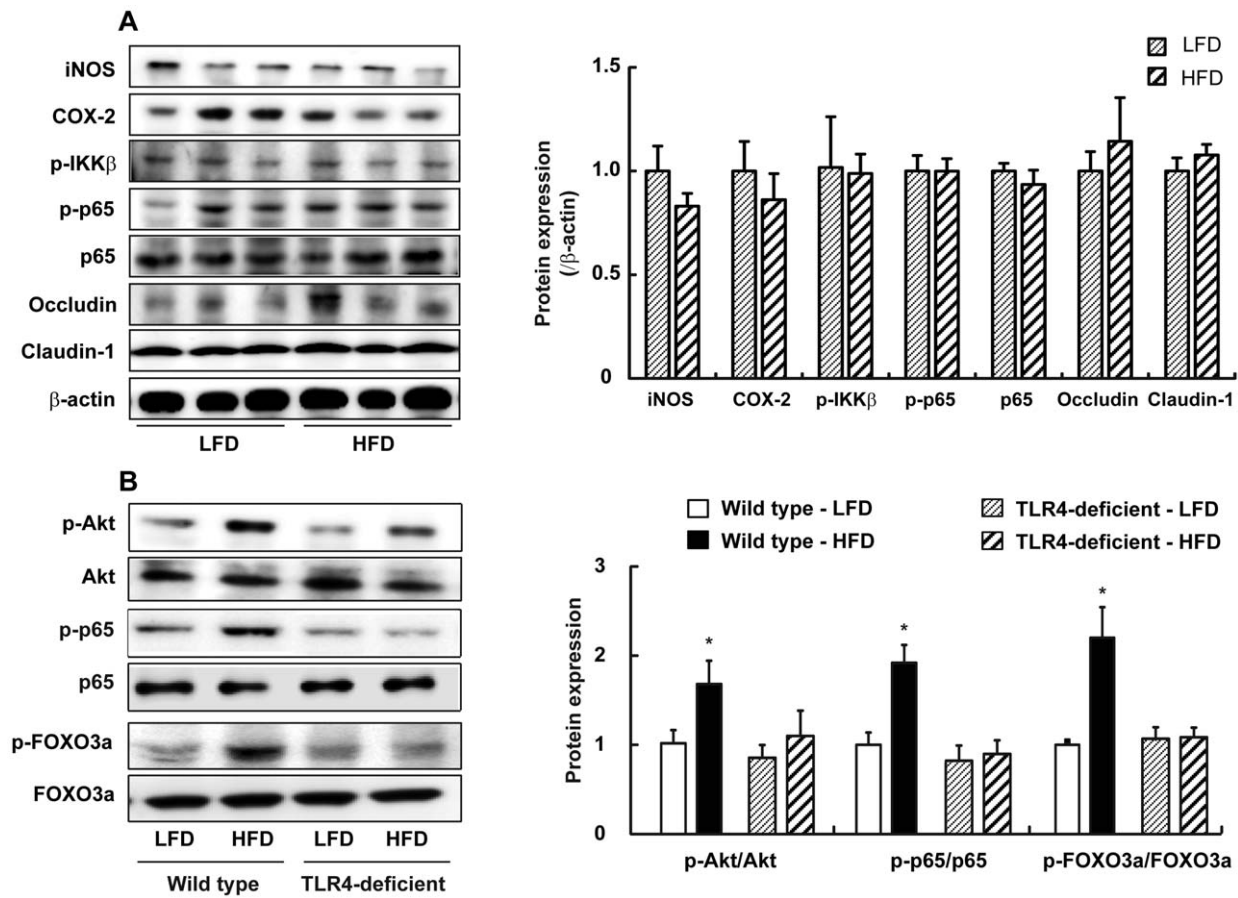 A
iNOS
COX-2
p-IKKβ
p-p65
p65
Occludin
Claudin-1
β-actin
LFD HFD
LFD
HFD
Protein expression
(/β-actin)
1.5
1.0
0.5
0
iNOS COX-2 p-IKKβ p-p65 p65 Occludin Claudin-1
B
p-Akt
Akt
p-p65
p65
p-FOXO3a
FOXO3a
LFD HFD LFD HFD
Wild type TLR4-deficient
Wild type - LFD TLR4-deficient - LFD
Wild type - HFD TLR4-deficient - HFD
Protein expression
3
2
1
0
* * *
p-Akt/Akt p-p65/p65 p-FOXO3a/FOXO3a